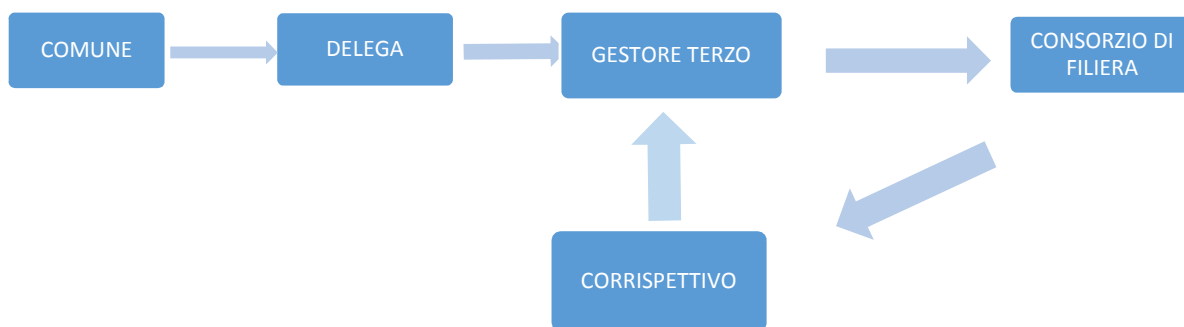 COMUNE
DELEGA
GESTORE TERZO
CONSORZIO DI
FILIERA
CORRISPETTIVO